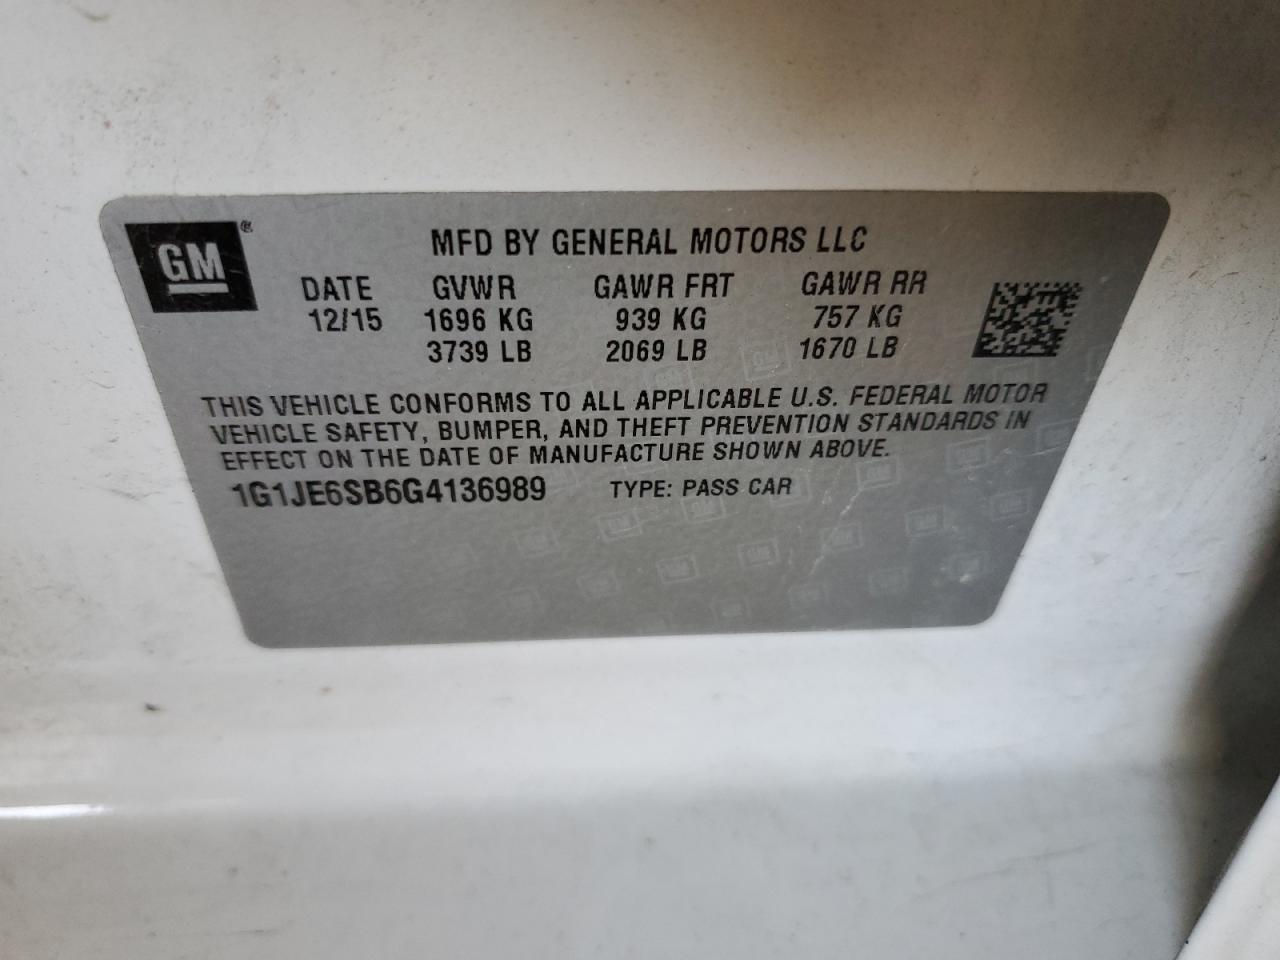 GM®
MFD BY GENERAL MOTORS LLC
DATE GVWR GAWR FRT GAWR RR
12/15 1696 KG 939 KG 757 KG
3739 LB 2069 LB 1670 LB
THIS VEHICLE CONFORMS TO ALL APPLICABLE U.S. FEDERAL MOTOR
VEHICLE SAFETY, BUMPER, AND THEFT PREVENTION STANDARDS IN
EFFECT ON THE DATE OF MANUFACTURE SHOWN ABOVE.
1G1JE6SB6G4136989 TYPE: PASS CAR